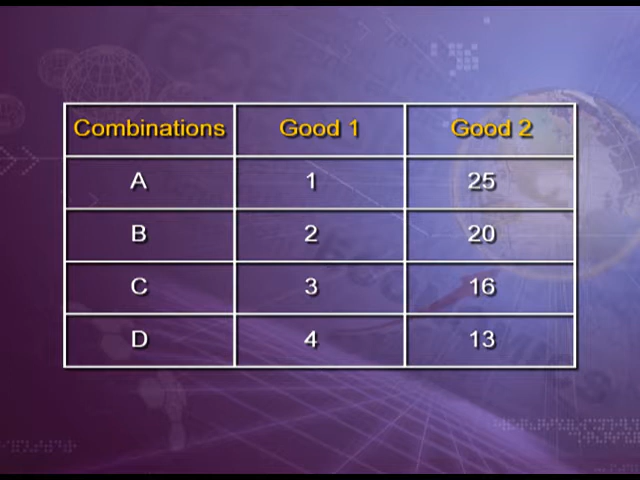 Combinations Good 1 Good 2
A 1 25
B 2 20
C 3 16
D 4 13